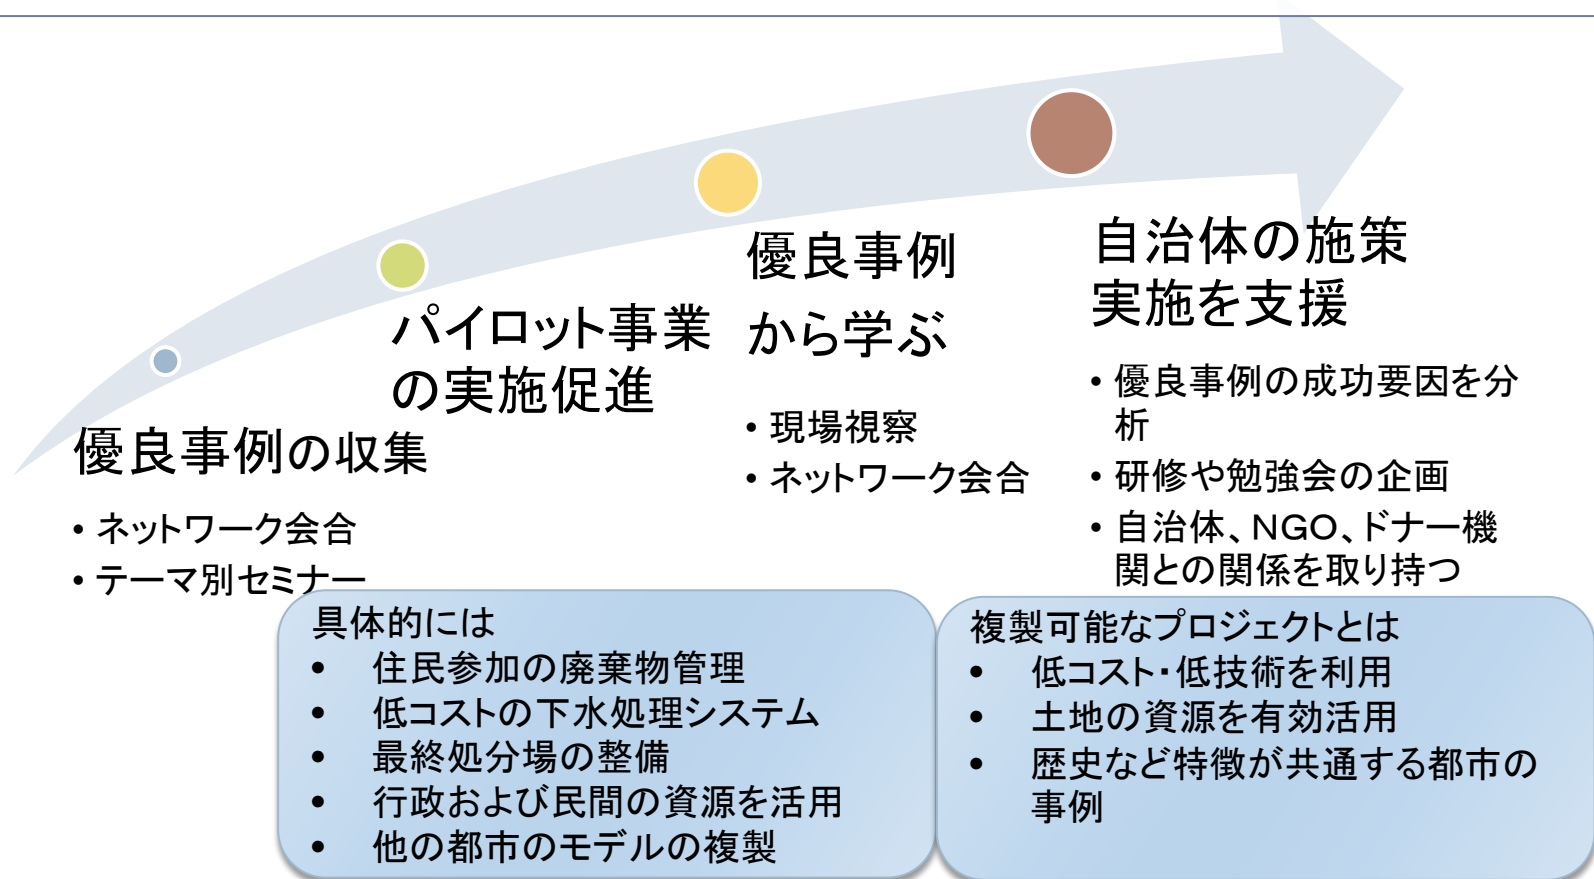 優良事例の収集
• ネットワーク会合
• テーマ別セミナー
パイロット事業
の実施促進
優良事例
から学ぶ
• 現場視察
• ネットワーク会合
自治体の施策
実施を支援
• 優良事例の成功要因を分
析
• 研修や勉強会の企画
• 自治体、NGO、ドナー機
関との関係を取り持つ
具体的には
• 住民参加の廃棄物管理
• 低コストの下水処理システム
• 最終処分場の整備
• 行政および民間の資源を活用
• 他の都市のモデルの複製
複製可能なプロジェクトとは
• 低コスト・低技術を利用
• 土地の資源を有効活用
• 歴史など特徴が共通する都市の
事例